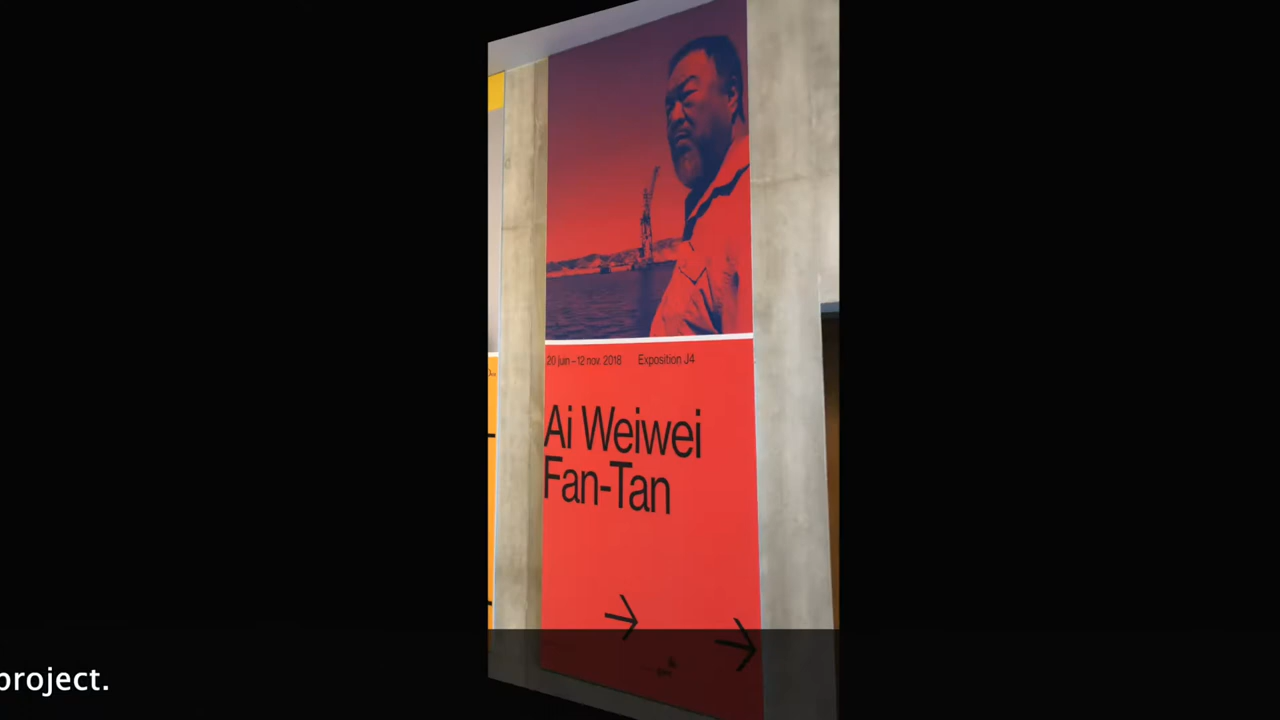 20 juin – 12 nov. 2018 Exposition J4
Ai Weiwei
Fan-Tan
project.